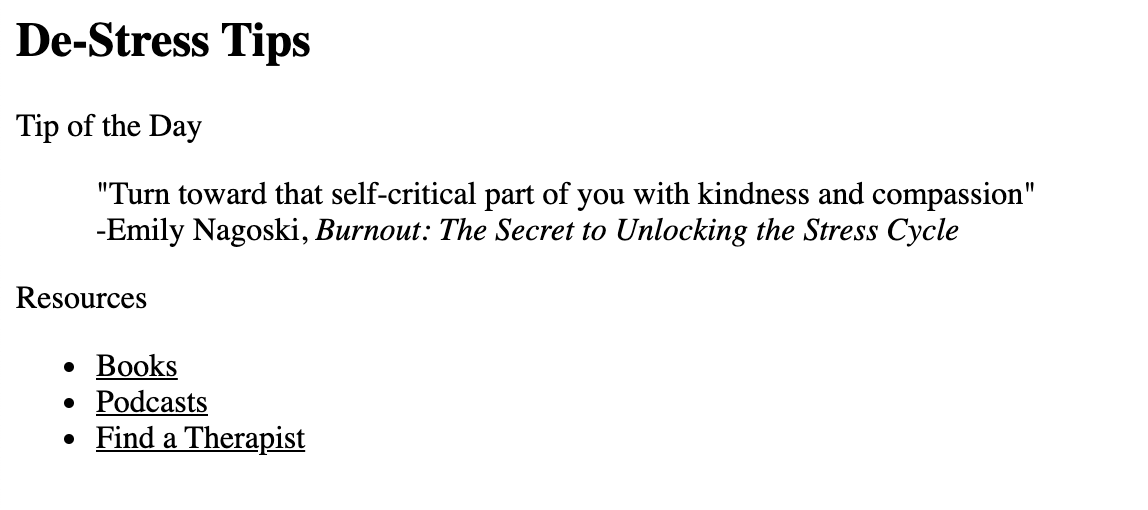 De-Stress Tips
Tip of the Day
"Turn toward that self-critical part of you with kindness and compassion"
-Emily Nagoski, Burnout: The Secret to Unlocking the Stress Cycle
Resources
• Books
• Podcasts
• Find a Therapist